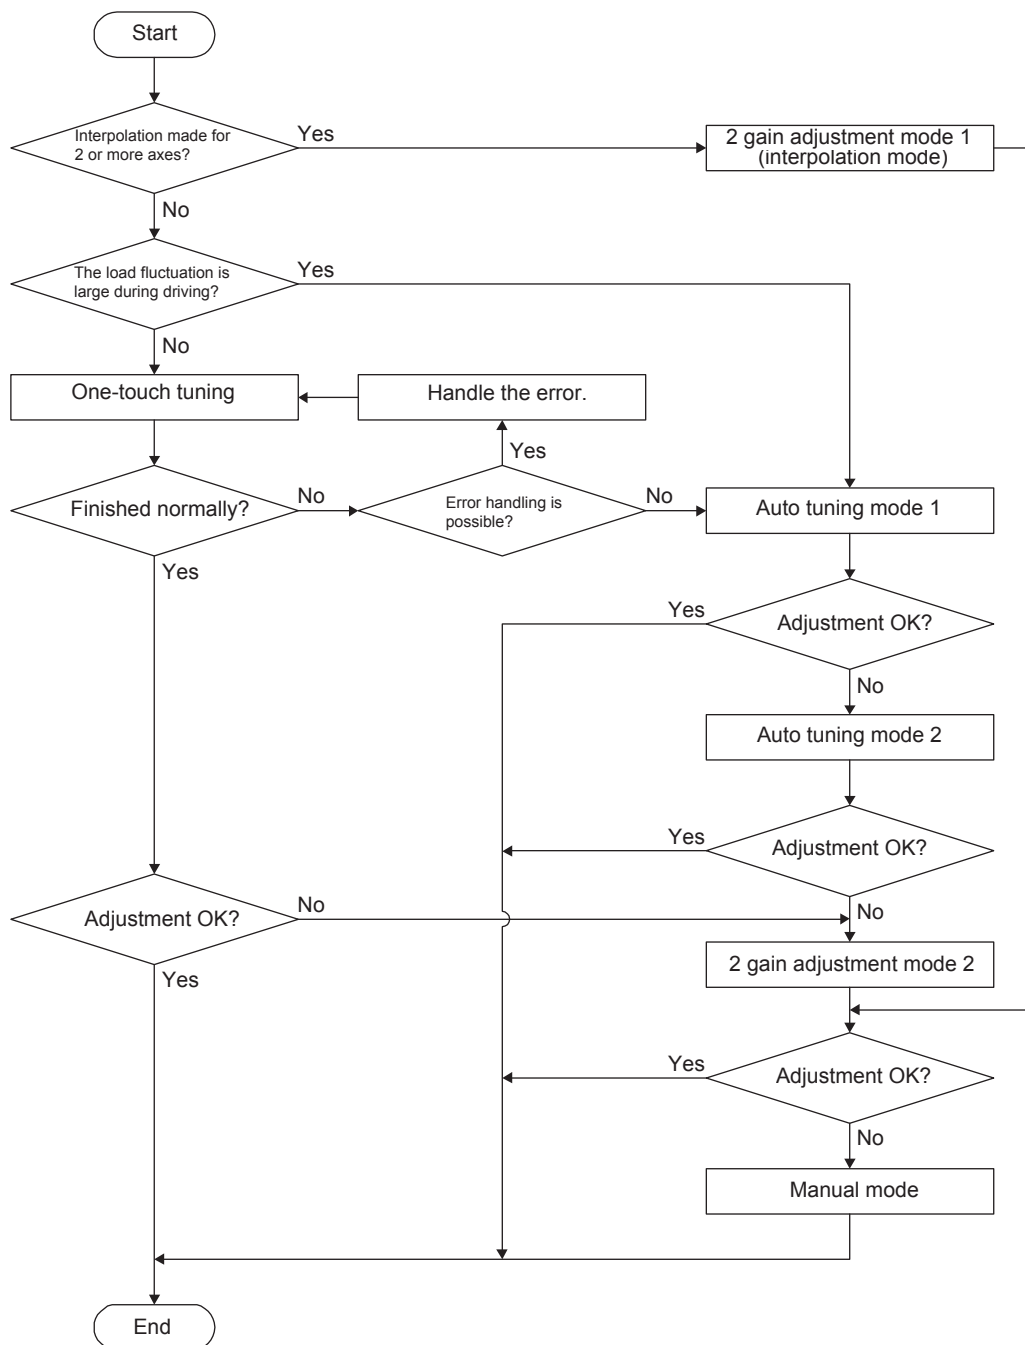 Start
Interpolation made for
2 or more axes?
Yes
2 gain adjustment mode 1
(interpolation mode)
No
The load fluctuation is
large during driving?
Yes
No
One-touch tuning
Handle the error.
Yes
Finished normally?
No
Error handling is
possible?
No
Auto tuning mode 1
Yes
Yes
Adjustment OK?
No
Auto tuning mode 2
Yes
Adjustment OK?
Adjustment OK?
No
No
Yes
2 gain adjustment mode 2
Yes
Adjustment OK?
No
Manual mode
End